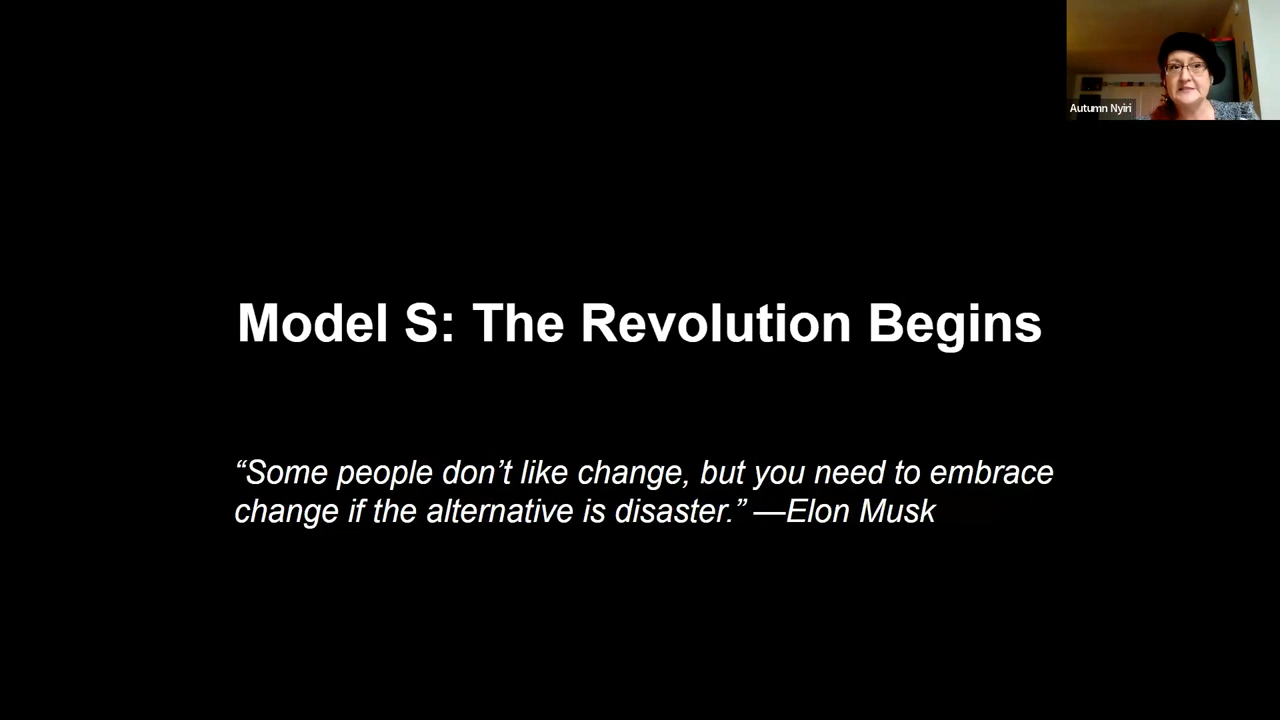 Autumn Nyiri
Model S: The Revolution Begins
“Some people don’t like change, but you need to embrace
change if the alternative is disaster.” —Elon Musk